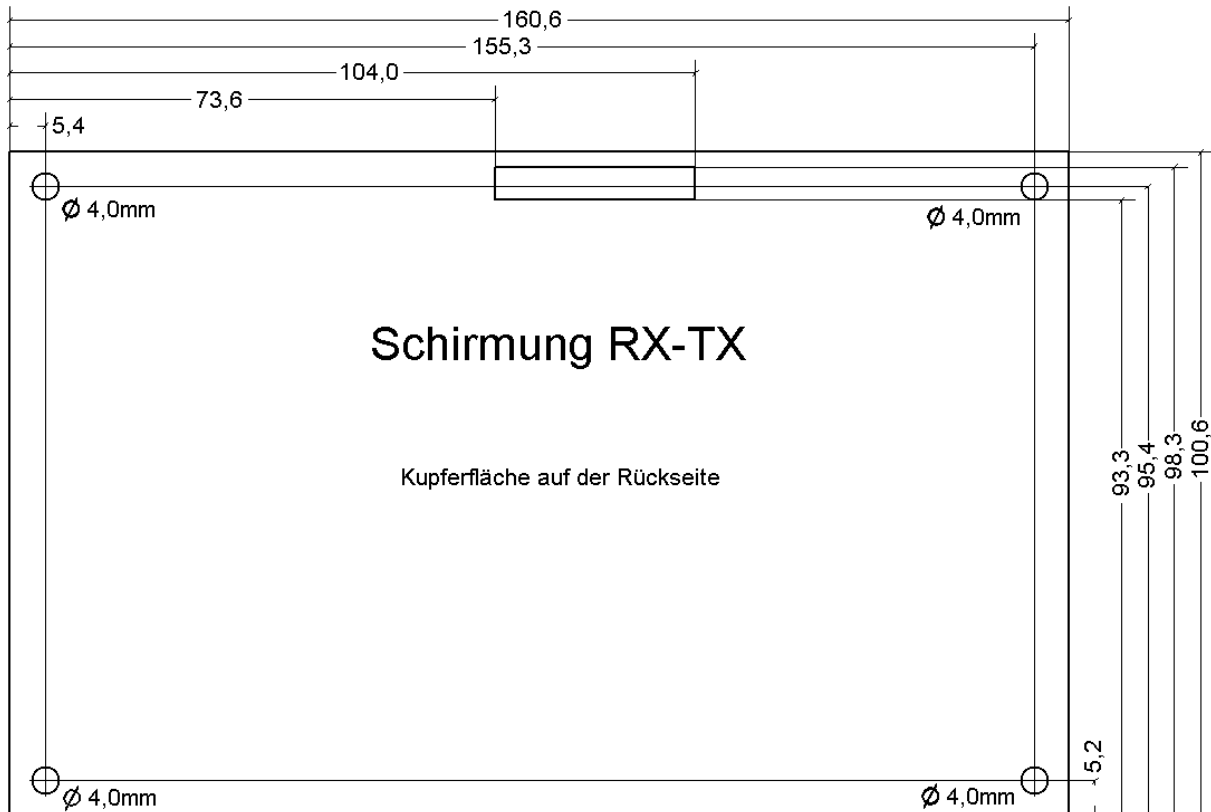 160,6
155,3
104,0
73,6
5,4
Ø 4,0mm
Ø 4,0mm
Schirmung RX-TX
Kupferfläche auf der Rückseite
93,3
95,4
98,3
100,6
5,2
Ø 4,0mm
Ø 4,0mm